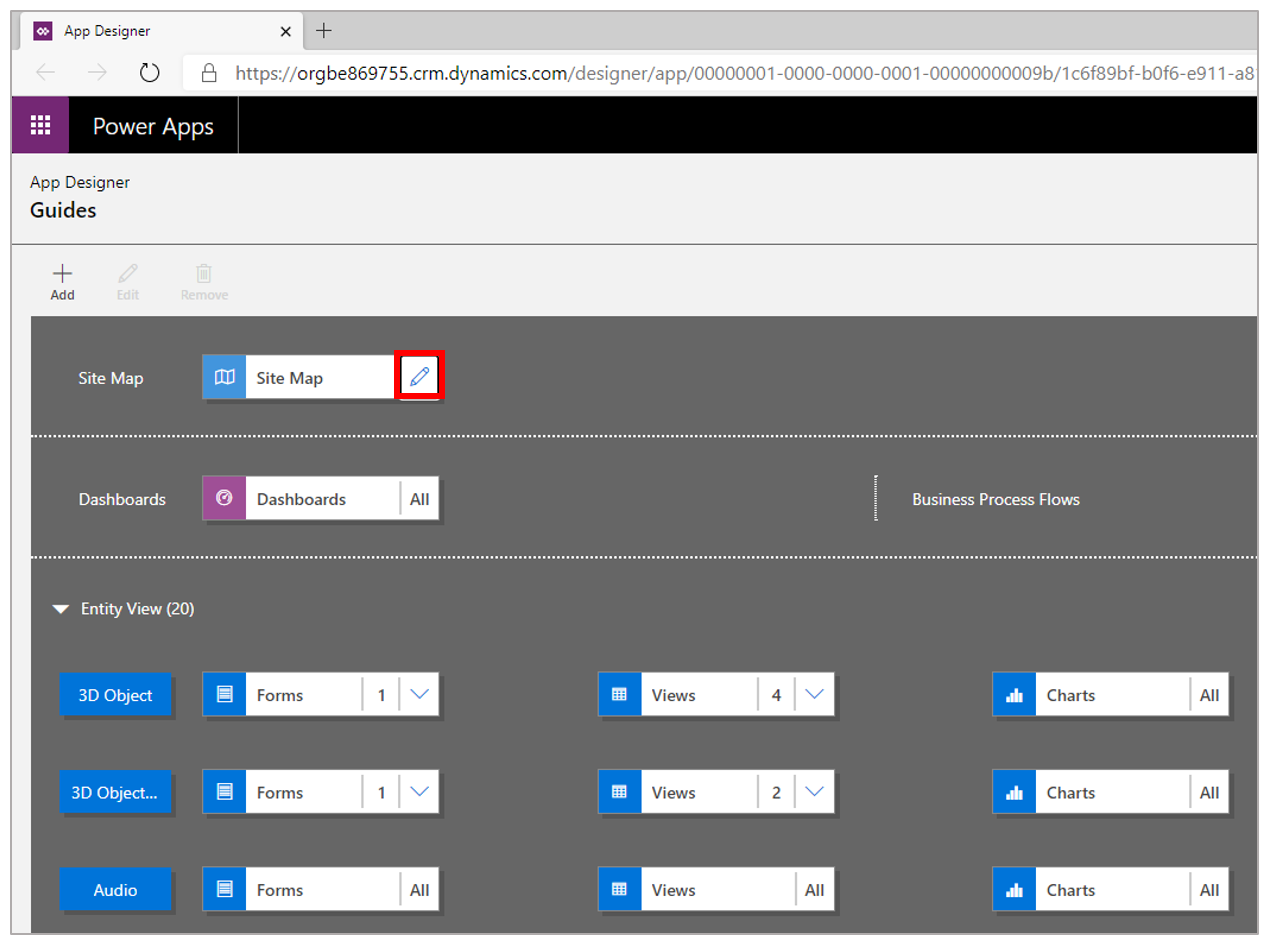 App Designer
https://orgbe869755.crm.dynamics.com/designer/app/00000001-0000-0000-0001-00000000009b/1c6f89bf-b0f6-e911-a8
Power Apps
App Designer
Guides
Add Edit Remove
Site Map Site Map
Dashboards Dashboards All Business Process Flows
Entity View (20)
3D Object Forms 1 Views 4 Charts All
3D Object... Forms 1 Views 2 Charts All
Audio Forms All Views All Charts All